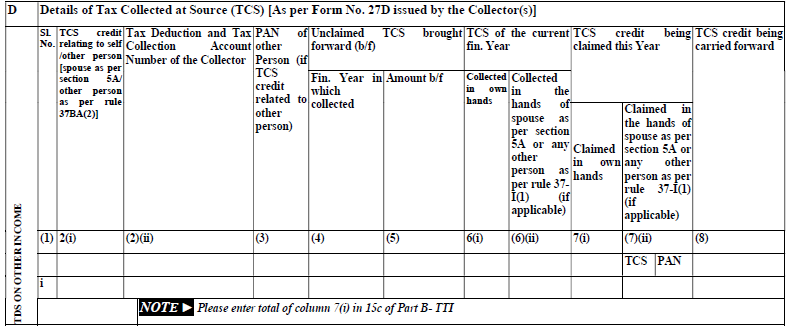 D Details of Tax Collected at Source (TCS) [As per Form No. 27D issued by the Collector(s)]
Sl. No.
TCS credit relating to self /other person [spouse as per section 5A/ other person as per rule 37BA(2)]
Tax Deduction and Tax Collection Account Number of the Collector
PAN of other Person (if TCS credit related to other person)
Unclaimed TCS brought forward (b/f)
Fin. Year in which collected
Amount b/f
TCS of the current fin. Year
Collected in own hands
Collected in the hands of spouse as per section 5A or any other person as per rule 37-I(1) (if applicable)
TCS credit being claimed this Year
Claimed in own hands
Claimed in the hands of spouse as per section 5A or any other person as per rule 37-I(1) (if applicable)
TCS credit being carried forward
(1) 2(i) (2)(ii) (3) (4) (5) 6(i) (6)(ii) 7(i) (7)(ii) (8)
TCS PAN
i
NOTE ► Please enter total of column 7(i) in 15c of Part B- TTI
TDS ON OTHER INCOME